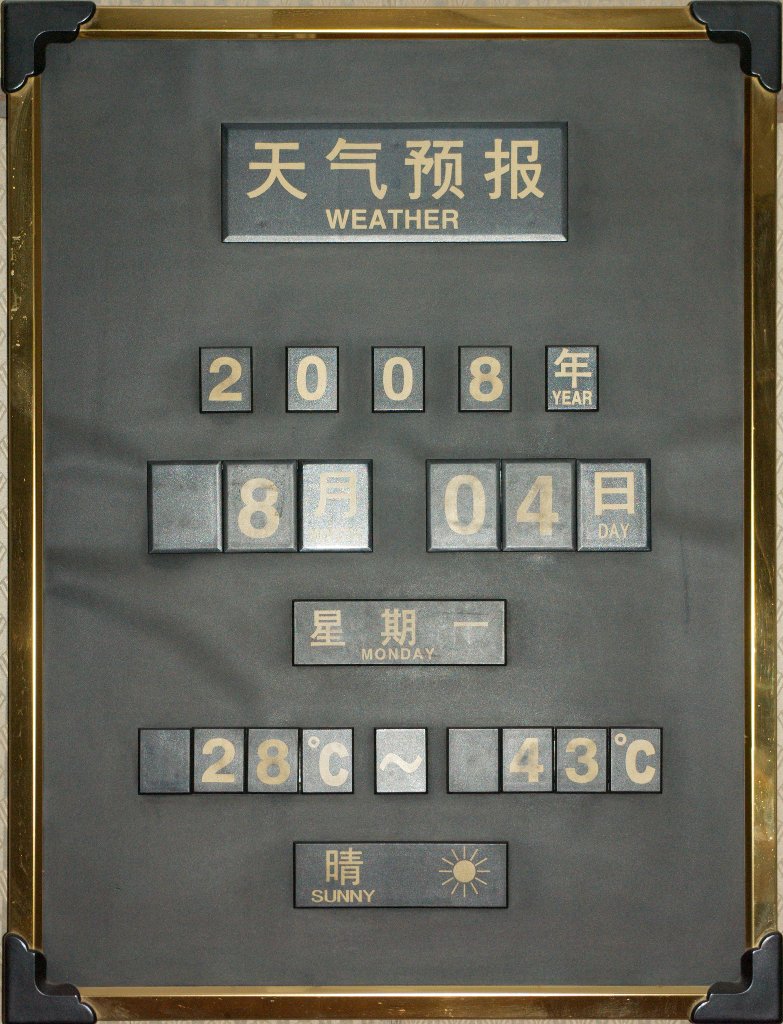 天气预报
WEATHER
2008年
YEAR
8月 04日
DAY
星期一
MONDAY
28℃ ~ 43℃
晴
SUNNY